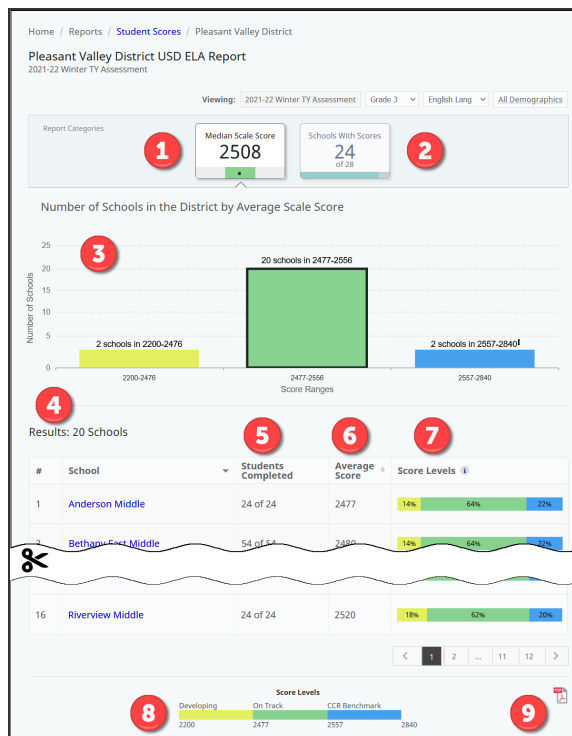 Home / Reports / Student Scores / Pleasant Valley District
Pleasant Valley District USD ELA Report
2021-22 Winter TY Assessment
Viewing: 2021-22 Winter TY Assessment Grade 3 English Lang All Demographics
Report Categories
1
Median Scale Score
2508
Schools With Scores
24
of 28
2
Number of Schools in the District by Average Scale Score
3
Number of Schools
25
20
15
10
5
0
2 schools in 2200-2476
20 schools in 2477-2556
2 schools in 2557-2840
2200-2476 2477-2556 2557-2840
Score Ranges
4
Results: 20 Schools
5 6 7
# School Students Completed Average Score Score Levels i
1 Anderson Middle 24 of 24 2477 14% 64% 22%
2 Bethany East Middle 54 of 54 2480 14% 64% 22%
16 Riverview Middle 24 of 24 2520 18% 62% 20%
< 1 2 ... 11 12 >
Score Levels
8
Developing On Track CCR Benchmark
2200 2477 2557 2840
PDF
9